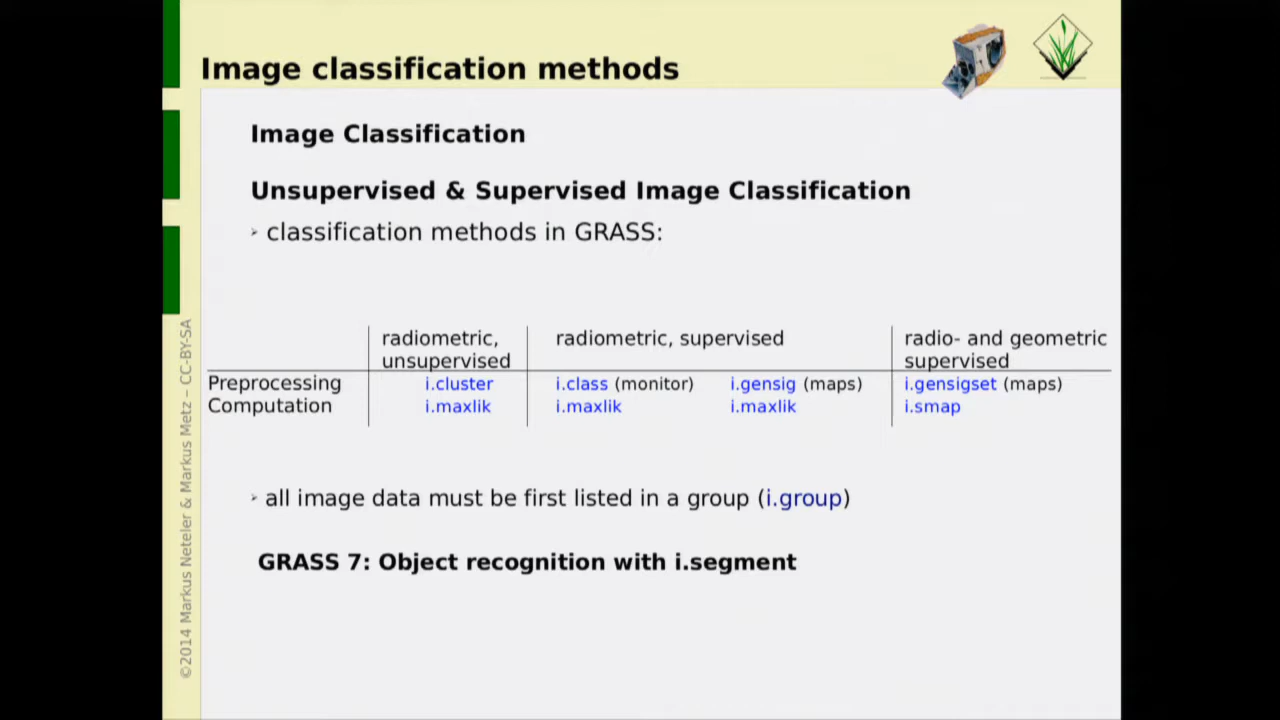 Image classification methods
Image Classification
Unsupervised & Supervised Image Classification
classification methods in GRASS:
radiometric, unsupervised
radiometric, supervised
radio- and geometric supervised
Preprocessing i.cluster i.class (monitor) i.gensig (maps) i.gensigset (maps)
Computation i.maxlik i.maxlik i.maxlik i.smap
all image data must be first listed in a group (i.group)
GRASS 7: Object recognition with i.segment
©2014 Markus Neteler & Markus Metz – CC-BY-SA